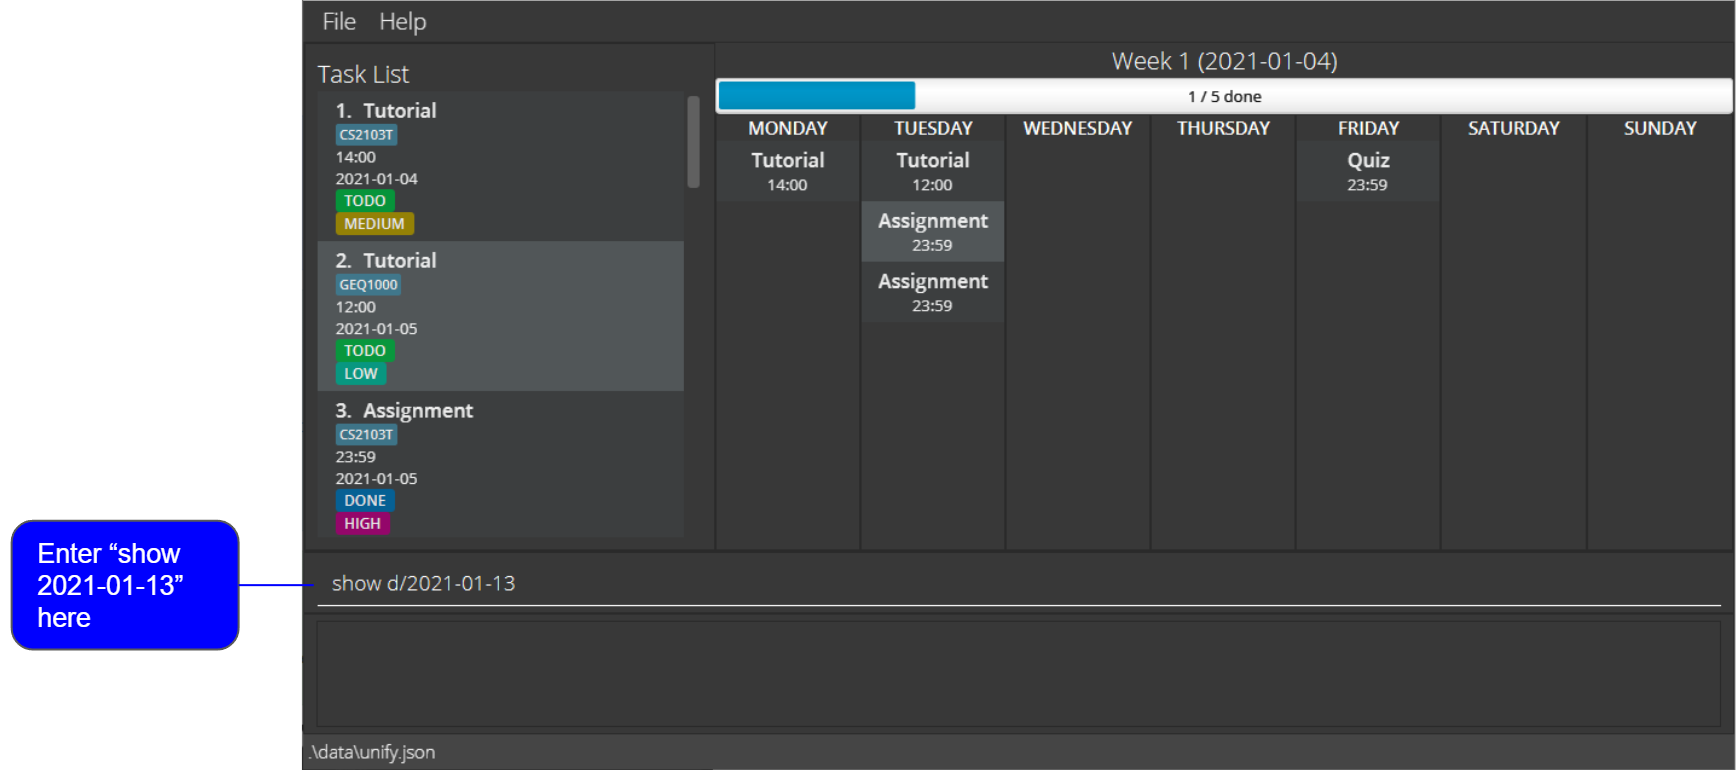 File Help
Task List
1. Tutorial
CS2103T
14:00
2021-01-04
TODO
MEDIUM
2. Tutorial
GEQ1000
12:00
2021-01-05
TODO
LOW
3. Assignment
CS2103T
23:59
2021-01-05
DONE
HIGH
Week 1 (2021-01-04)
1 / 5 done
MONDAY TUESDAY WEDNESDAY THURSDAY FRIDAY SATURDAY SUNDAY
Tutorial
14:00
Tutorial
12:00
Assignment
23:59
Assignment
23:59
Quiz
23:59
Enter “show
2021-01-13”
here
show d/2021-01-13
.\data\unify.json